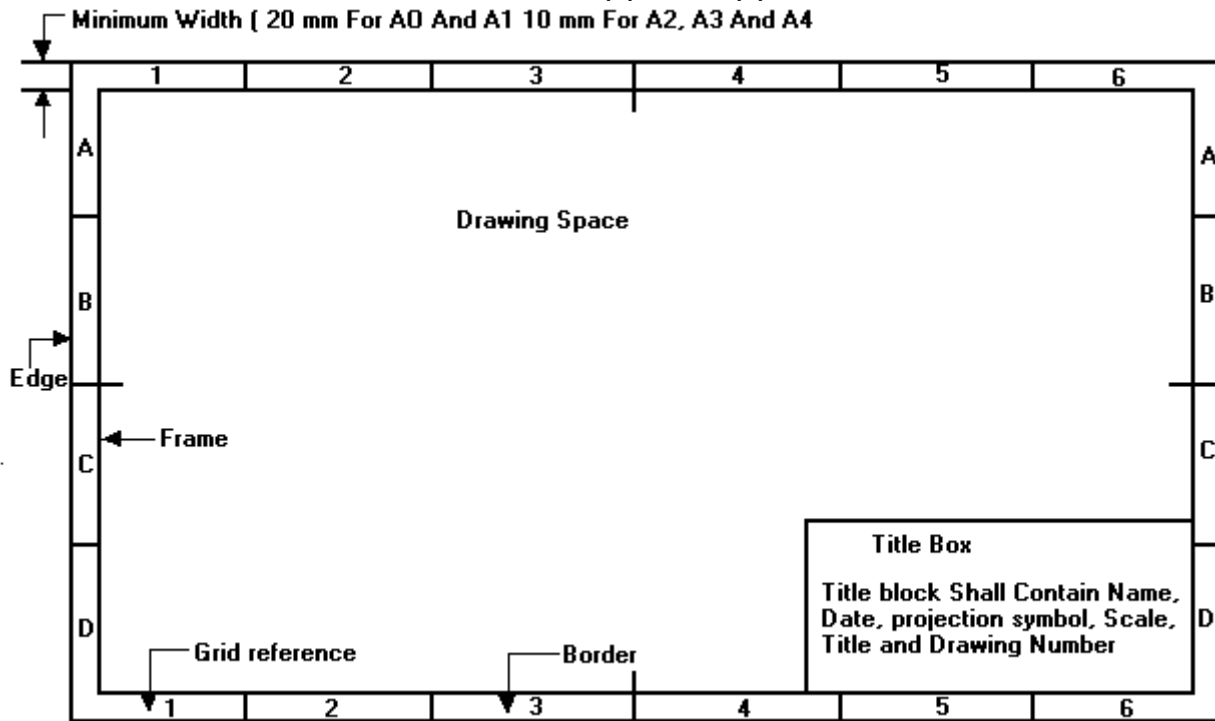 Minimum Width ( 20 mm For A0 And A1 10 mm For A2, A3 And A4
1 2 3 4 5 6
A A
Drawing Space
B B
Edge
Frame
C C
Title Box
Title block Shall Contain Name,
Date, projection symbol, Scale,
Title and Drawing Number
D D
Grid reference
Border
1 2 3 4 5 6